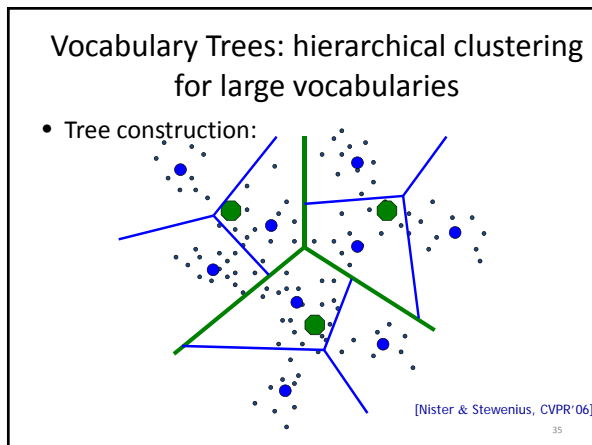 Vocabulary Trees: hierarchical clustering
for large vocabularies
• Tree construction:
[Nister & Stewenius, CVPR'06]
35